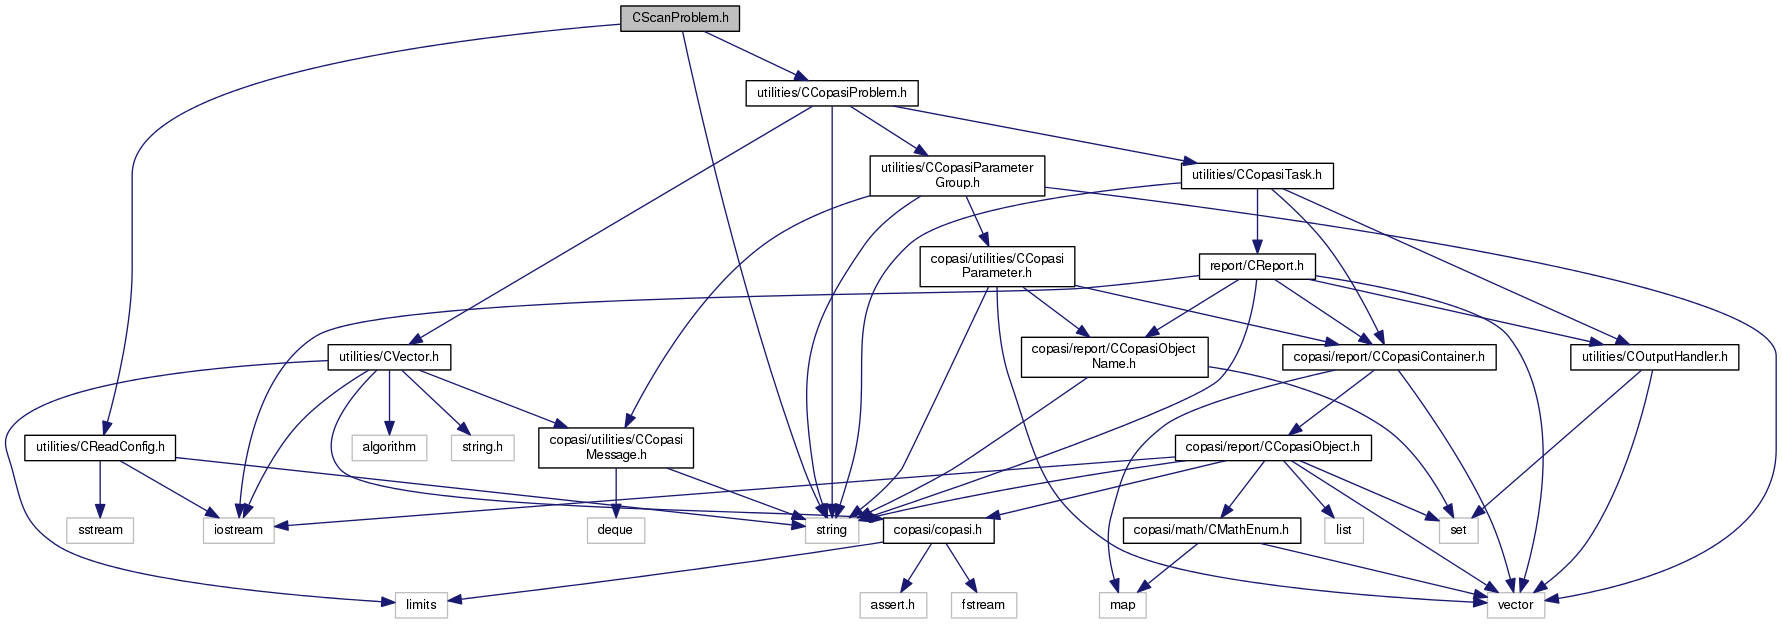 CScanProblem.h
utilities/CCopasiProblem.h
utilities/CCopasiParameter
Group.h
utilities/CCopasiTask.h
copasi/utilities/CCopasi
Parameter.h
report/CReport.h
utilities/CVector.h
copasi/report/CCopasiObject
Name.h
copasi/report/CCopasiContainer.h
utilities/COutputHandler.h
utilities/CReadConfig.h
algorithm
string.h
copasi/utilities/CCopasi
Message.h
copasi/report/CCopasiObject.h
sstream
iostream
deque
string
copasi/copasi.h
copasi/math/CMathEnum.h
list
set
limits
assert.h
fstream
map
vector